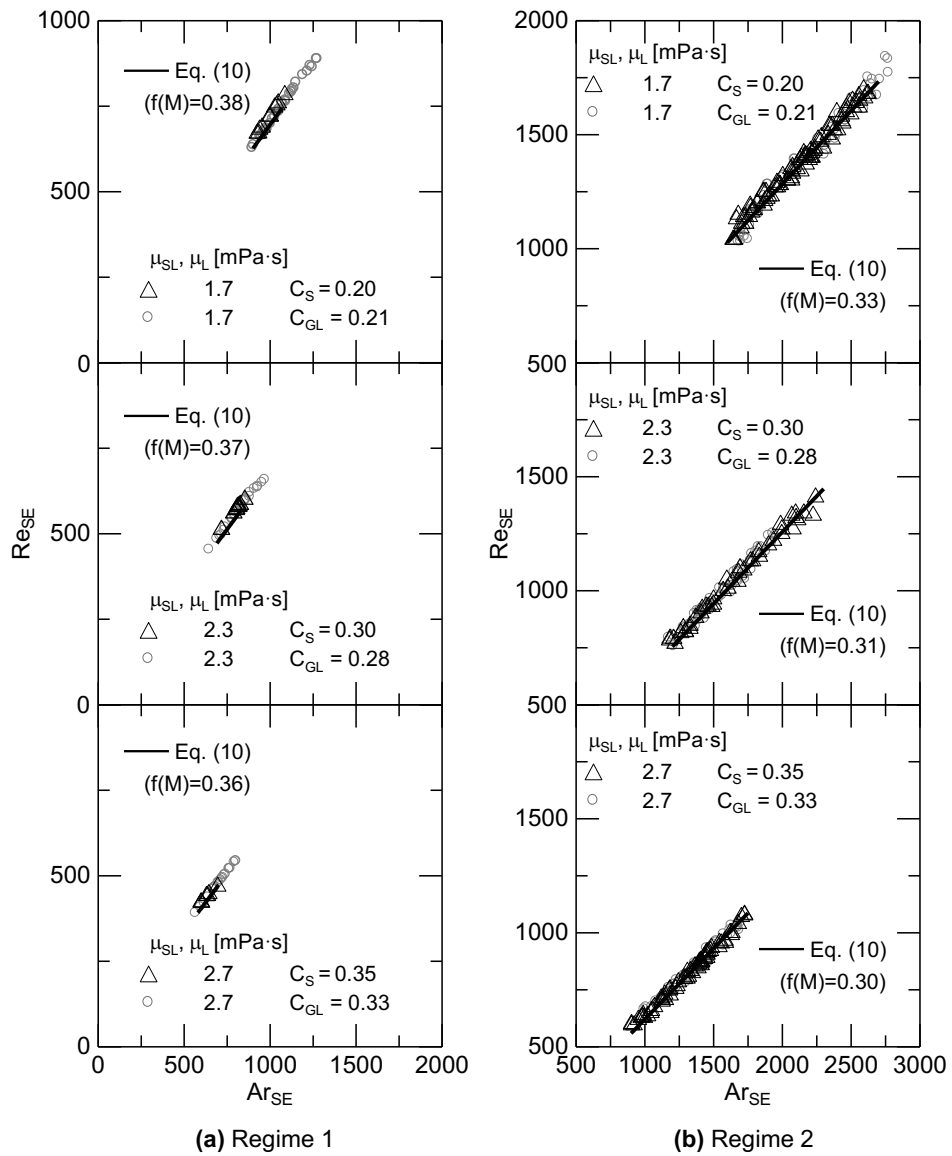 1000
Eq. (10)
(f(M)=0.38)
500
μSL, μL [mPa·s]
1.7 CS = 0.20
1.7 CGL = 0.21
0
Eq. (10)
(f(M)=0.37)
500
μSL, μL [mPa·s]
2.3 CS = 0.30
2.3 CGL = 0.28
0
Eq. (10)
(f(M)=0.36)
500
μSL, μL [mPa·s]
2.7 CS = 0.35
2.7 CGL = 0.33
0
0 500 1000 1500 2000
ReSE
ArSE
(a) Regime 1
2000
μSL, μL [mPa·s]
1.7 CS = 0.20
1.7 CGL = 0.21
1500
1000
Eq. (10)
(f(M)=0.33)
500
μSL, μL [mPa·s]
2.3 CS = 0.30
2.3 CGL = 0.28
1500
1000
Eq. (10)
(f(M)=0.31)
500
μSL, μL [mPa·s]
2.7 CS = 0.35
2.7 CGL = 0.33
1500
1000
Eq. (10)
(f(M)=0.30)
500
500 1000 1500 2000 2500 3000
ReSE
ArSE
(b) Regime 2